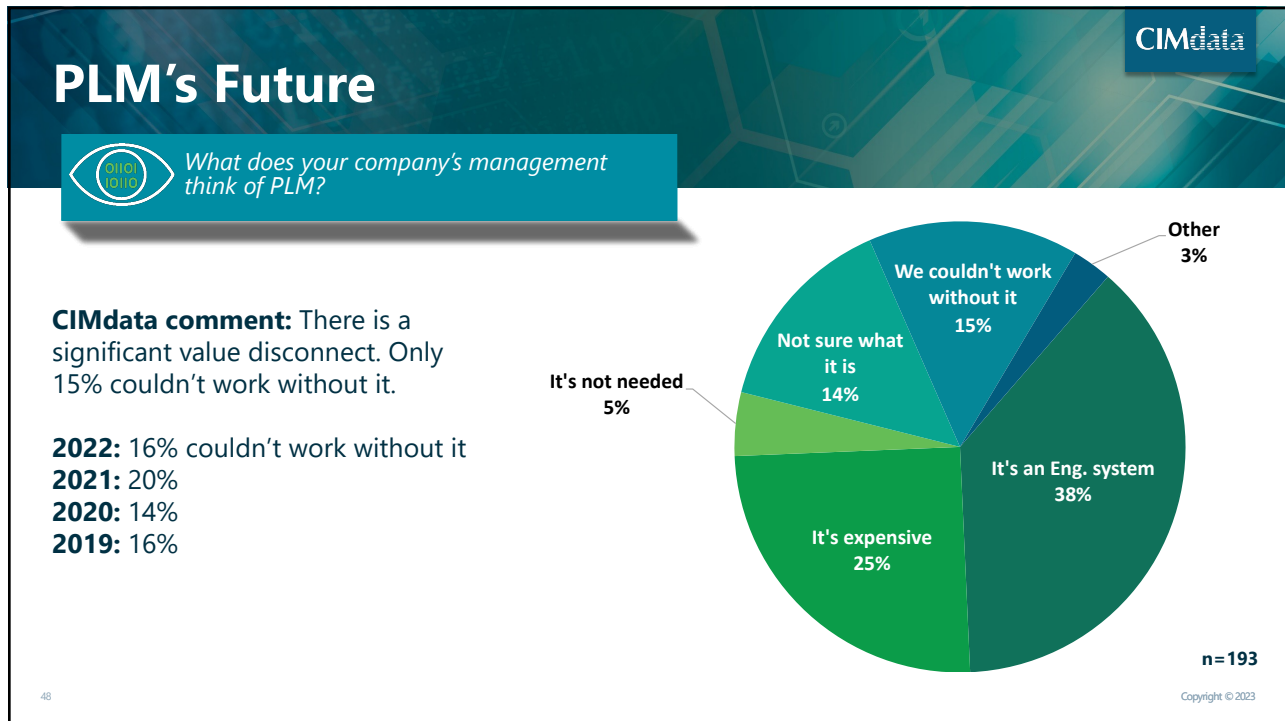 CIMdata
PLM’s Future
01101
10110
What does your company’s management
think of PLM?
CIMdata comment: There is a
significant value disconnect. Only
15% couldn’t work without it.
2022: 16% couldn’t work without it
2021: 20%
2020: 14%
2019: 16%
Other
3%
We couldn't work
without it
15%
Not sure what
it is
14%
It's not needed
5%
It's an Eng. system
38%
It's expensive
25%
n=193
48
Copyright © 2023